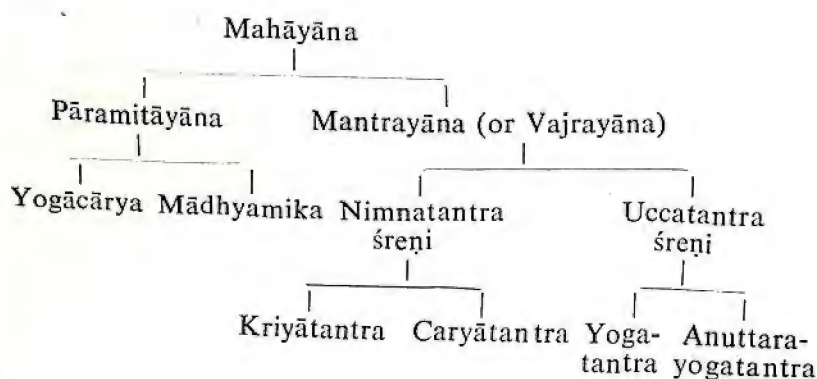 Mahāyāna
Pāramitāyāna Mantrayāna (or Vajrayāna)
Yogācārya Mādhyamika Nimnatantra Uccatantra
śreṇi śreṇi
Kriyātantra Caryātantra Yoga- Anuttara-
tantra yogatantra